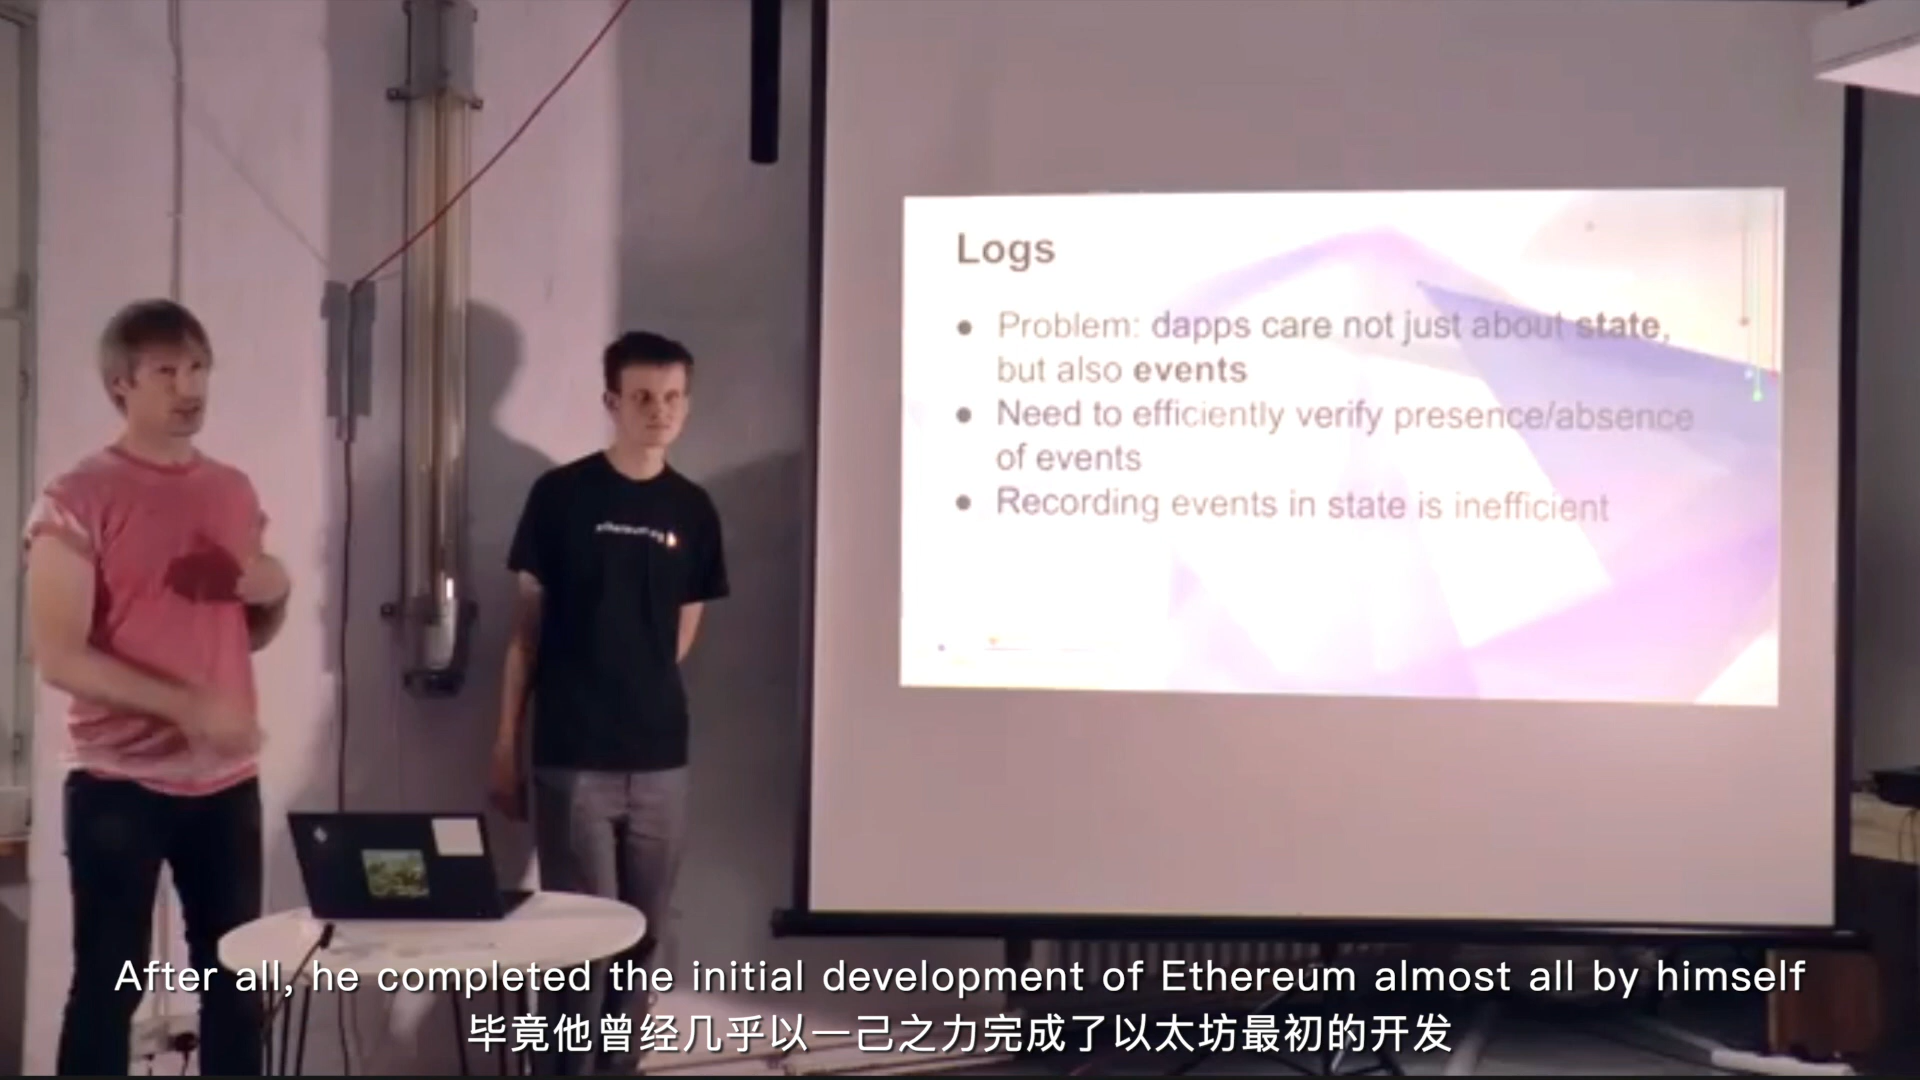 Logs
Problem: dapps care not just about state,
but also events
Need to efficiently verify presence/absence
of events
Recording events in state is inefficient
After all, he completed the initial development of Ethereum almost all by himself
毕竟他曾经几乎以一己之力完成了以太坊最初的开发